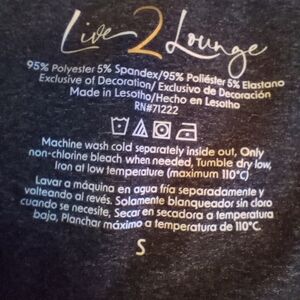 Live 2 Lounge
95% Polyester 5% Spandex/95% Poliéster 5% Elastano
Exclusive of Decoration/ Exclusivo de Decoración
Made in Lesotho/Hecho en Lesotho
RN#71222
Machine wash cold separately inside out, Only
non-chlorine bleach when needed, Tumble dry low,
Iron at low temperature (maximum 110°C)
Lavar a máquina en agua fría separadamente y
volteando al revés. Solamente blanqueador sin cloro
cuando se necesite, Secar en secadora a temperatura
baja, Planchar máximo a temperatura de 110°C.
S